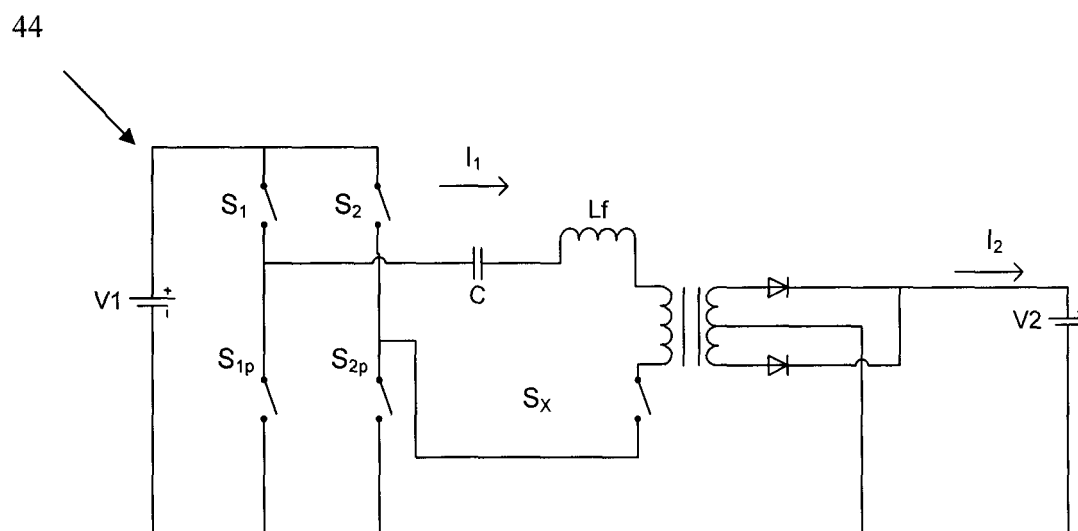 44
I₁
S₁
S₂
Lf
I₂
C
V1
+
-
V2
S₁ₚ
S₂ₚ
Sₓ